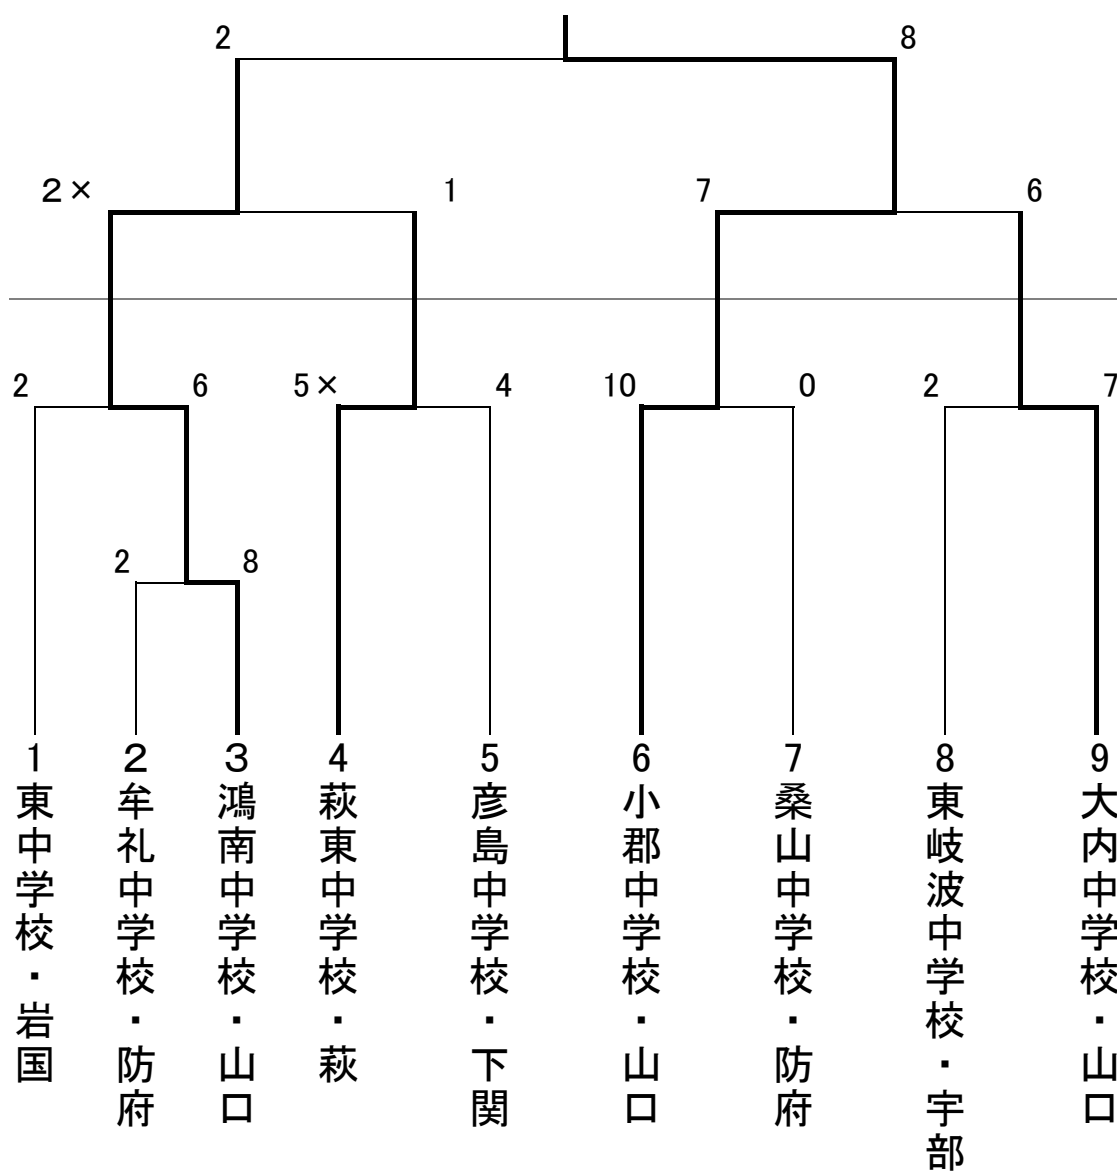 2 8
2× 1 7 6
2 6 5× 4 10 0 2 7
2 8
1 東中学校・岩国
2 牟礼中学校・防府
3 鴻南中学校・山口
4 萩東中学校・萩
5 彦島中学校・下関
6 小郡中学校・山口
7 桑山中学校・防府
8 東岐波中学校・宇部
9 大内中学校・山口